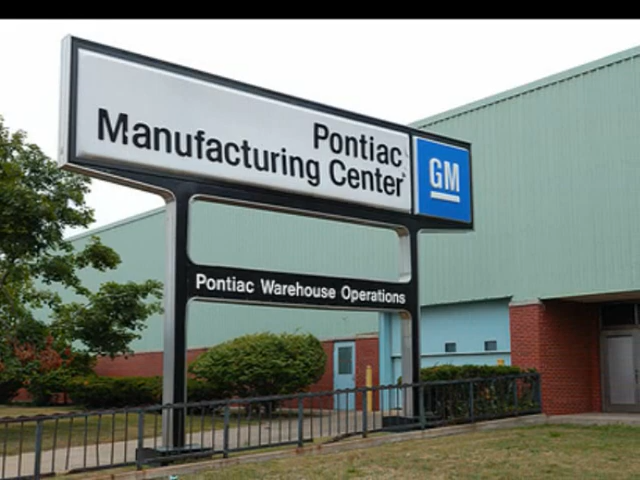 Pontiac
Manufacturing Center
GM
Pontiac Warehouse Operations